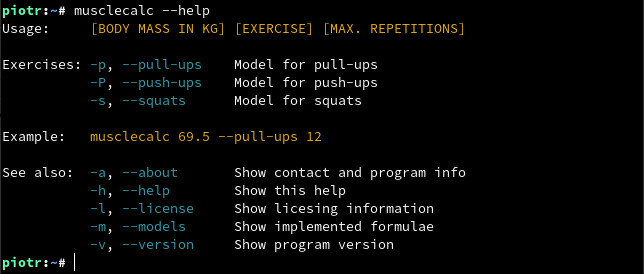 piotr:~# musclecalc --help
Usage: [BODY MASS IN KG] [EXERCISE] [MAX. REPETITIONS]
Exercises: -p, --pull-ups Model for pull-ups
-P, --push-ups Model for push-ups
-s, --squats Model for squats
Example: musclecalc 69.5 --pull-ups 12
See also: -a, --about Show contact and program info
-h, --help Show this help
-l, --license Show licesing information
-m, --models Show implemented formulae
-v, --version Show program version
piotr:~#